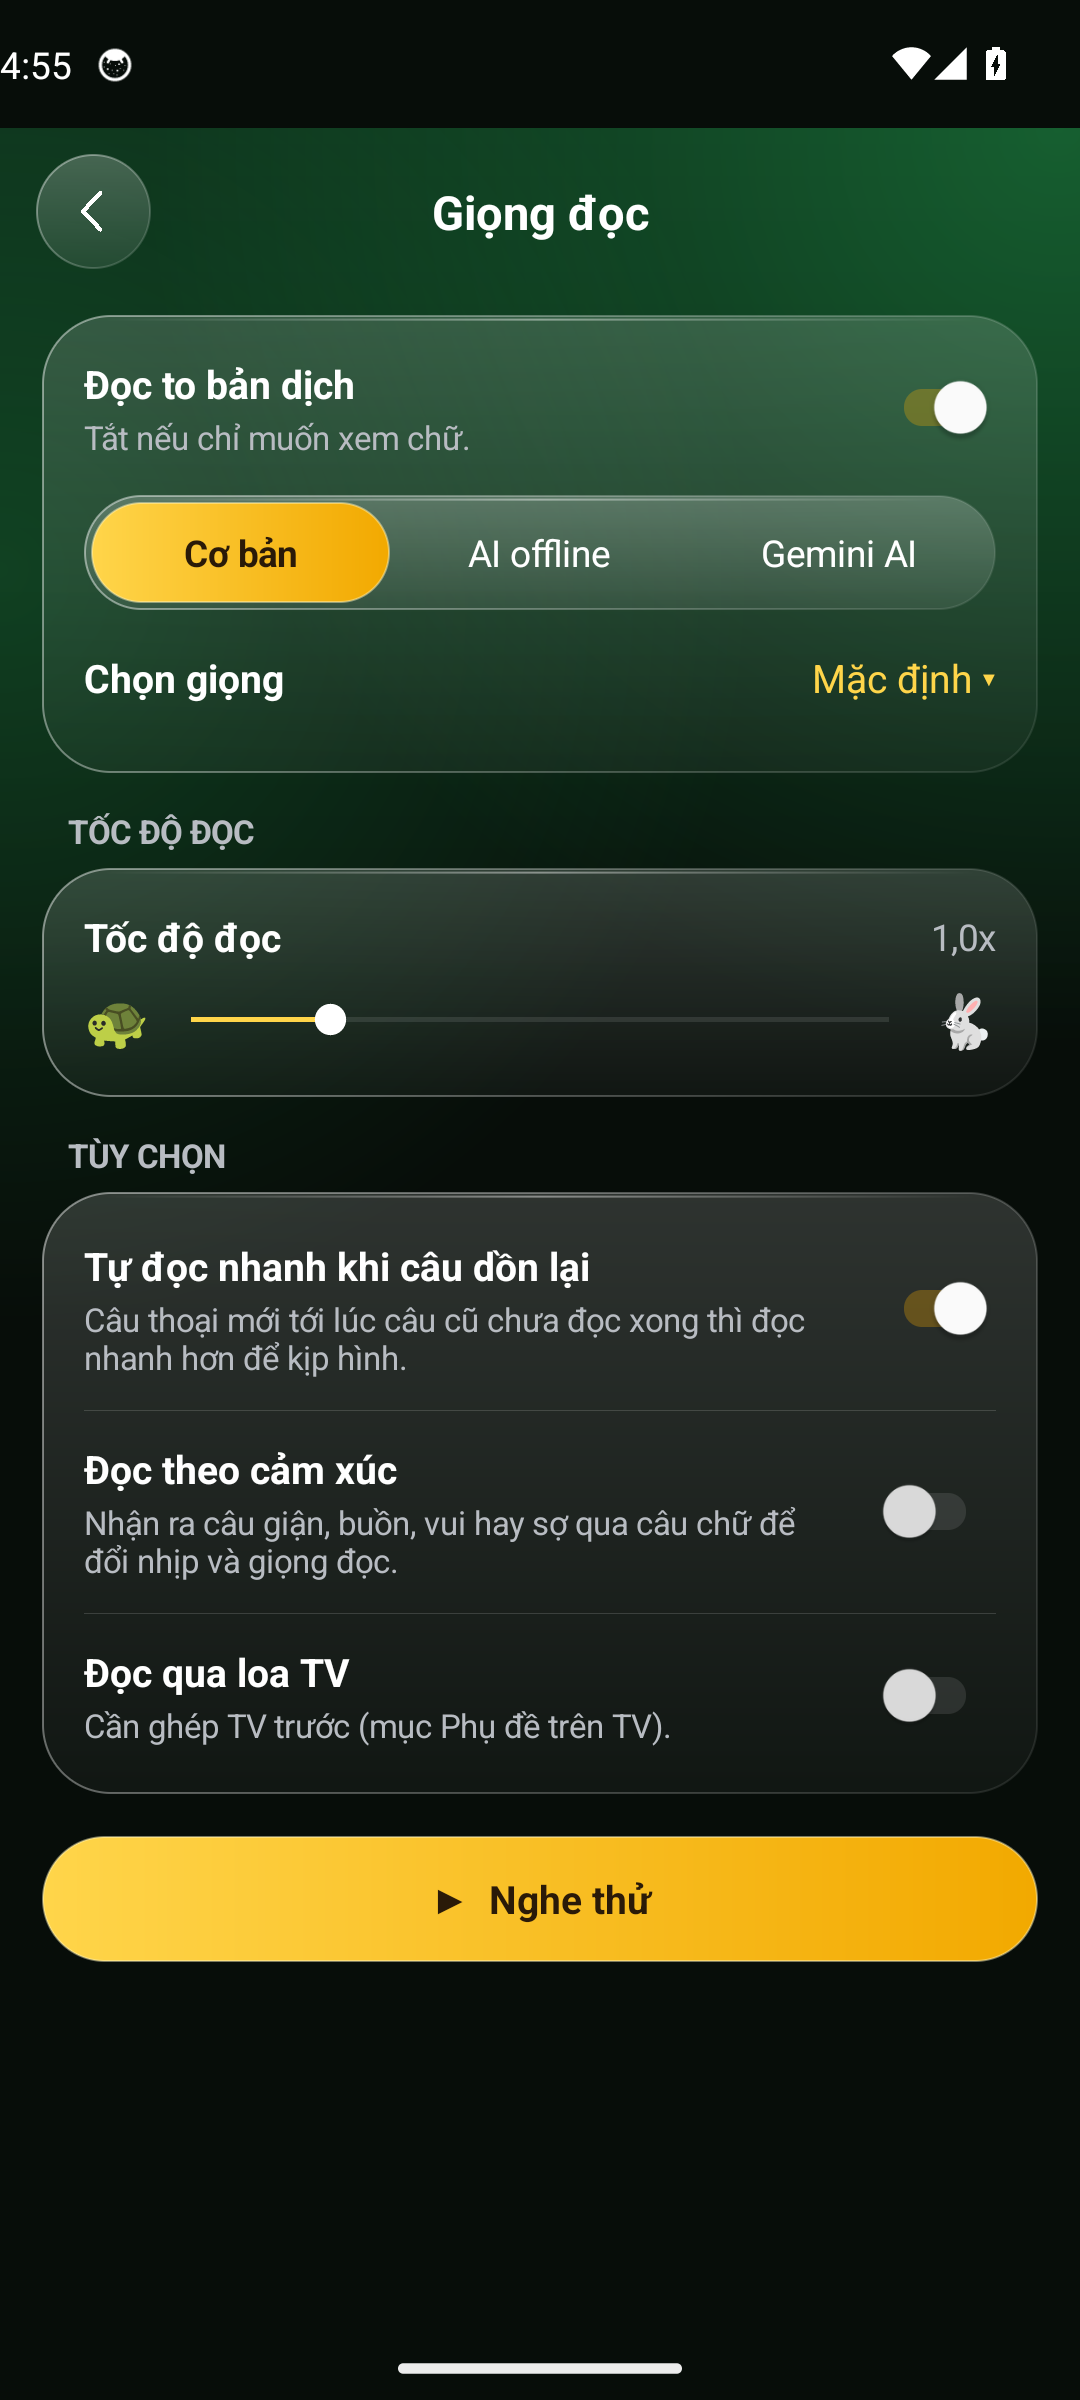 4:55
Giọng đọc
Đọc to bản dịch
Tắt nếu chỉ muốn xem chữ.
Cơ bản
AI offline
Gemini AI
Chọn giọng
Mặc định
TỐC ĐỘ ĐỌC
Tốc độ đọc
1,0x
TÙY CHỌN
Tự đọc nhanh khi câu dồn lại
Câu thoại mới tới lúc câu cũ chưa đọc xong thì đọc
nhanh hơn để kịp hình.
Đọc theo cảm xúc
Nhận ra câu giận, buồn, vui hay sợ qua câu chữ để
đổi nhịp và giọng đọc.
Đọc qua loa TV
Cần ghép TV trước (mục Phụ đề trên TV).
Nghe thử